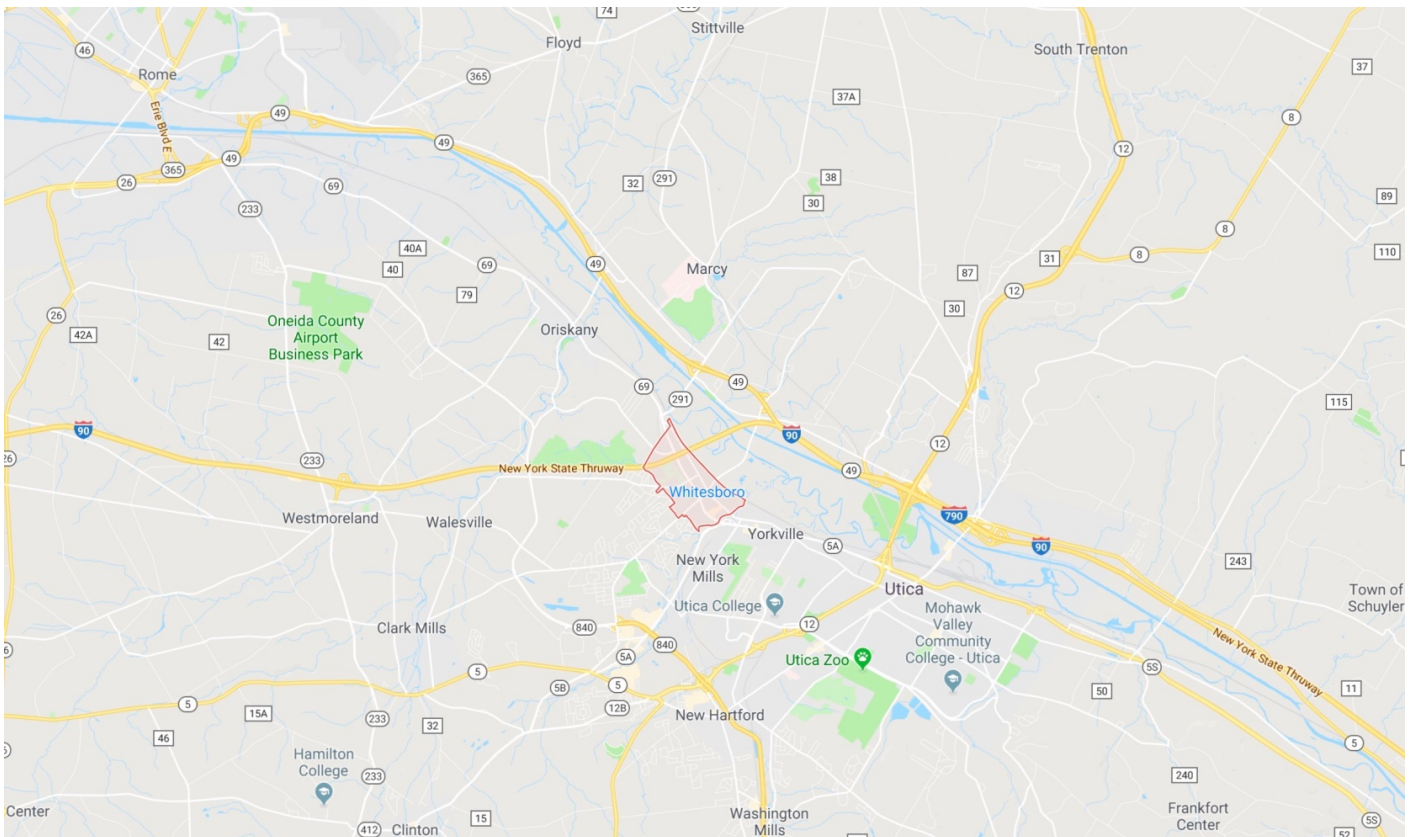 74
Stittville
Floyd
South Trenton
46
Rome
365
37
37A
Erie Blvd E
49
8
49
49
12
365
49
26
69
32
291
38
30
89
233
40A
40
69
49
Marcy
31
8
8
110
87
12
79
30
26
42A
42
Oneida County
Airport
Business Park
Oriskany
69
49
291
115
90
90
12
26
233
New York State Thruway
49
Whitesboro
790
Westmoreland
Walesville
Yorkville
5A
90
New York
Mills
243
Utica
Utica College
Town of
Schuyler
Mohawk
Valley
Community
College - Utica
Clark Mills
840
12
840
5A
Utica Zoo
New York State Thruway
5S
5
5B
5
50
11
5
15A
12B
New Hartford
233
32
46
5
Hamilton
College
233
240
Center
412
Clinton
15
Washington
Mills
Frankfort
Center
5S
52